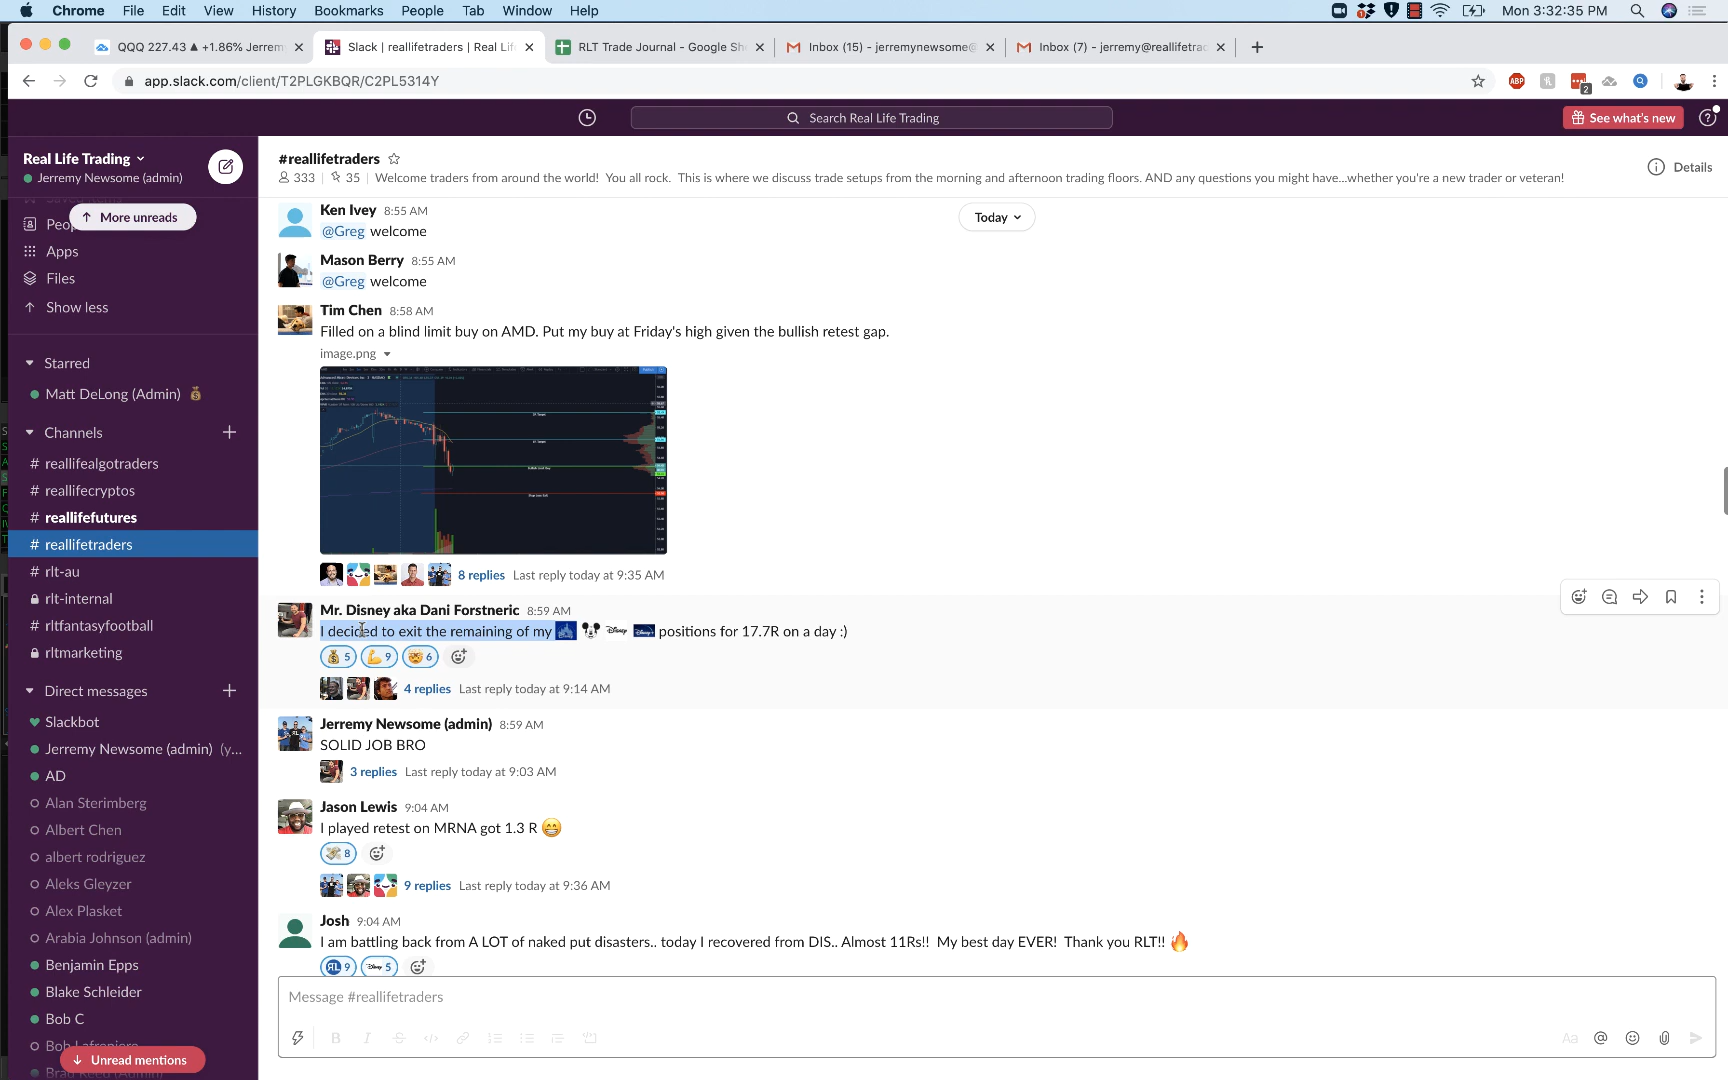 Chrome File Edit View History Bookmarks People Tab Window Help Mon 3:32:35 PM
QQQ 227.43 ▲ +1.86% Jerrem Slack | reallifetraders | Real Lif RLT Trade Journal - Google She Inbox (15) - jerremynewsome@ Inbox (7) - jeremy@reallifetrad
app.slack.com/client/T2PLGKBQR/C2PL5314Y ABP 2
Search Real Life Trading See what's new
Real Life Trading
Jerremy Newsome (admin)
More unreads
Apps
Files
Show less
Starred
Matt DeLong (Admin)
Channels
# reallifealgotraders
# reallifecryptos
# reallifefutures
# reallifetraders
# rlt-au
rlt-internal
# rltfantasyfootball
rltmarketing
Direct messages
Slackbot
Jerremy Newsome (admin) (y...
AD
Alan Sterimberg
Albert Chen
albert rodriguez
Aleks Gleyzer
Alex Plasket
Arabia Johnson (admin)
Benjamin Epps
Blake Schleider
Bob C
Unread mentions
#reallifetraders
333 | 35 | Welcome traders from around the world! You all rock. This is where we discuss trade setups from the morning and afternoon trading floors. AND any questions you might have...whether you're a new trader or veteran!
Details
Today
Ken Ivey 8:55 AM
@Greg welcome
Mason Berry 8:55 AM
@Greg welcome
Tim Chen 8:58 AM
Filled on a blind limit buy on AMD. Put my buy at Friday's high given the bullish retest gap.
image.png
8 replies Last reply today at 9:35 AM
Mr. Disney aka Dani Forstneric 8:59 AM
I decided to exit the remaining of my Disney Disney+ positions for 17.7R on a day :)
5 9 6
4 replies Last reply today at 9:14 AM
Jerremy Newsome (admin) 8:59 AM
SOLID JOB BRO
3 replies Last reply today at 9:03 AM
Jason Lewis 9:04 AM
I played retest on MRNA got 1.3 R
8
9 replies Last reply today at 9:36 AM
Josh 9:04 AM
I am battling back from A LOT of naked put disasters.. today I recovered from DIS.. Almost 11Rs!! My best day EVER! Thank you RLT!!
RL 9 Disney 5
Message #reallifetraders
B I S Aa @